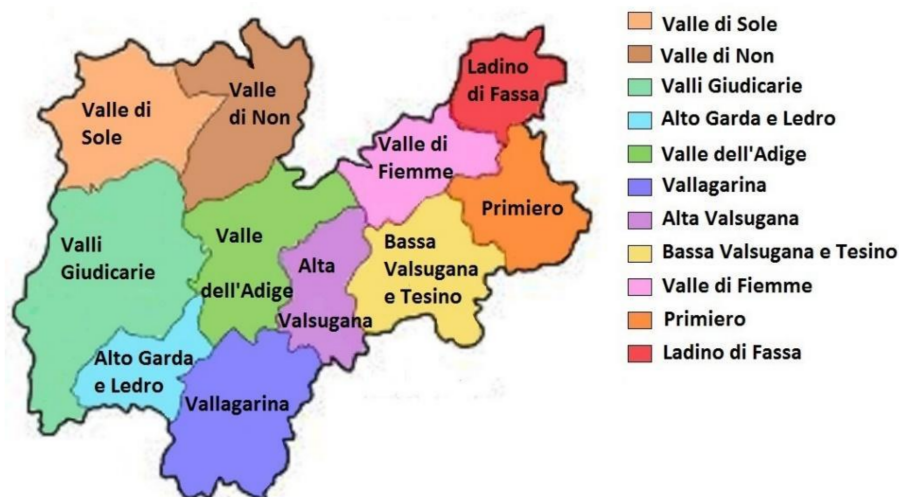 Valle di
Sole
Valle
di Non
Ladino
di Fassa
Valle di
Fiemme
Primiero
Valli
Giudicarie
Valle
dell'Adige
Alta
Valsugana
Bassa
Valsugana
e Tesino
Alto Garda
e Ledro
Vallagarina
Valle di Sole
Valle di Non
Valli Giudicarie
Alto Garda e Ledro
Valle dell'Adige
Vallagarina
Alta Valsugana
Bassa Valsugana e Tesino
Valle di Fiemme
Primiero
Ladino di Fassa